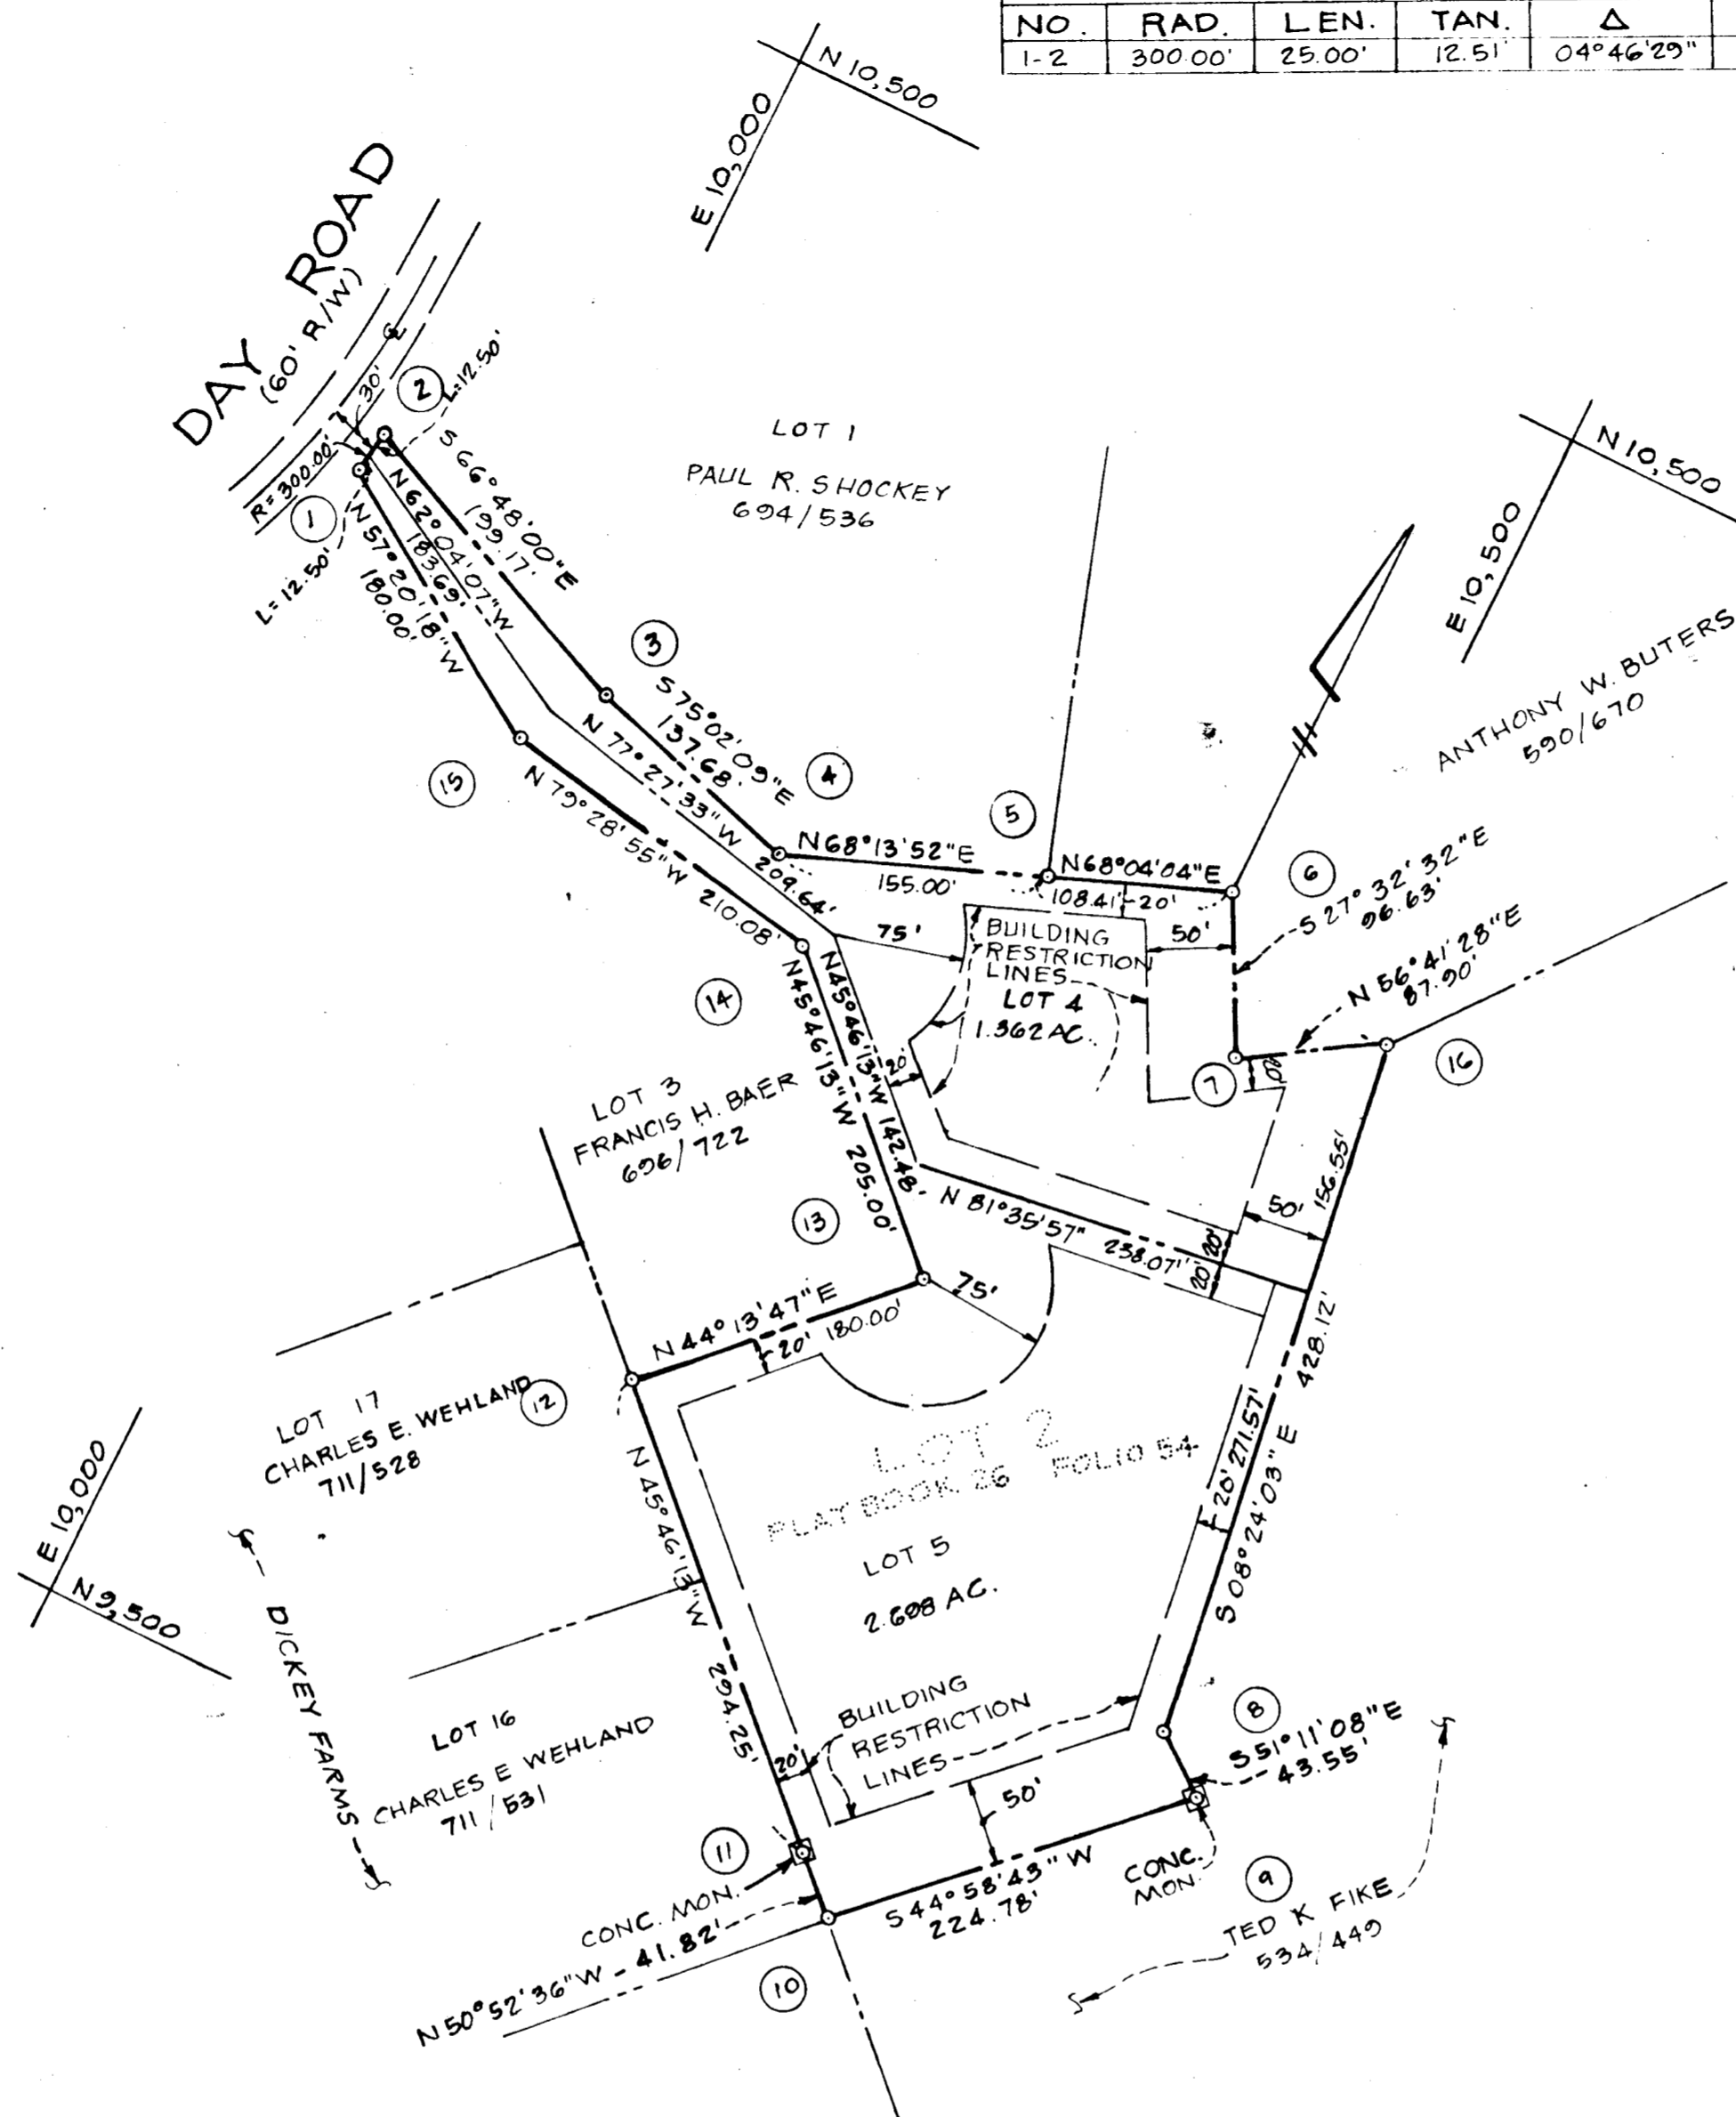 NO. RAD. LEN. TAN. Δ
1-2 300.00' 25.00' 12.51' 04°46'29"
N 10,500
E 10,000
DAY ROAD
(60' R/W)
30'
2
L=12.50'
R=300.00'
1
L=12.50'
S 66°48'00"E
199.17'
N 62°04'07"W
183.69'
N 57°20'18"W
180.00'
LOT 1
PAUL R. SHOCKEY
694/536
N 10,500
E 10,500
ANTHONY W. BUTERS
590/670
3
S 75°02'09"E
137.68'
4
N 77°27'33"W
209.64'
15
N 79°28'55"W 210.08'
5
N68°13'52"E
155.00'
N68°04'04"E
108.41'
20'
6
S 27°32'32"E
96.63'
N 56°41'28"E
87.90'
75'
50'
BUILDING
RESTRICTION
LINES
LOT 4
1.362 AC.
14
N45°46'13"W 142.48'
N45°46'13"W 205.00'
20'
7
16
LOT 3
FRANCIS H. BAER
696/722
13
N 81°35'57" 238.07'
20'
20'
50'
156.55'
428.12'
N 44°13'47"E
20' 180.00'
75'
12
LOT 17
CHARLES E. WEHLAND
711/528
LOT 2
PLAT BOOK 26 FOLIO 54
20' 271.57'
S 08°24'03" E
E 10,000
N 9,500
N 45°46'13"W
294.25'
LOT 5
2.698 AC.
DICKEY FARMS
LOT 16
CHARLES E WEHLAND
711/531
BUILDING
RESTRICTION
LINES
20'
50'
8
S 51°11'08"E
43.55'
11
CONC. MON.
S 44°58'43"W
224.78'
CONC.
MON.
9
TED K FIKE
534/449
N 50°52'36"W - 41.82'
10